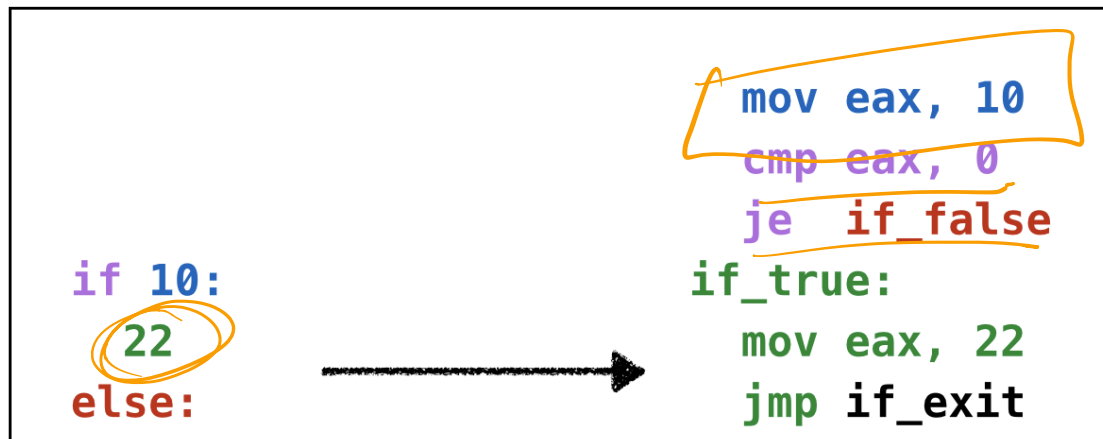 mov eax, 10
cmp eax, 0
je if_false
if 10:
if_true:
22
mov eax, 22
else:
jmp if_exit